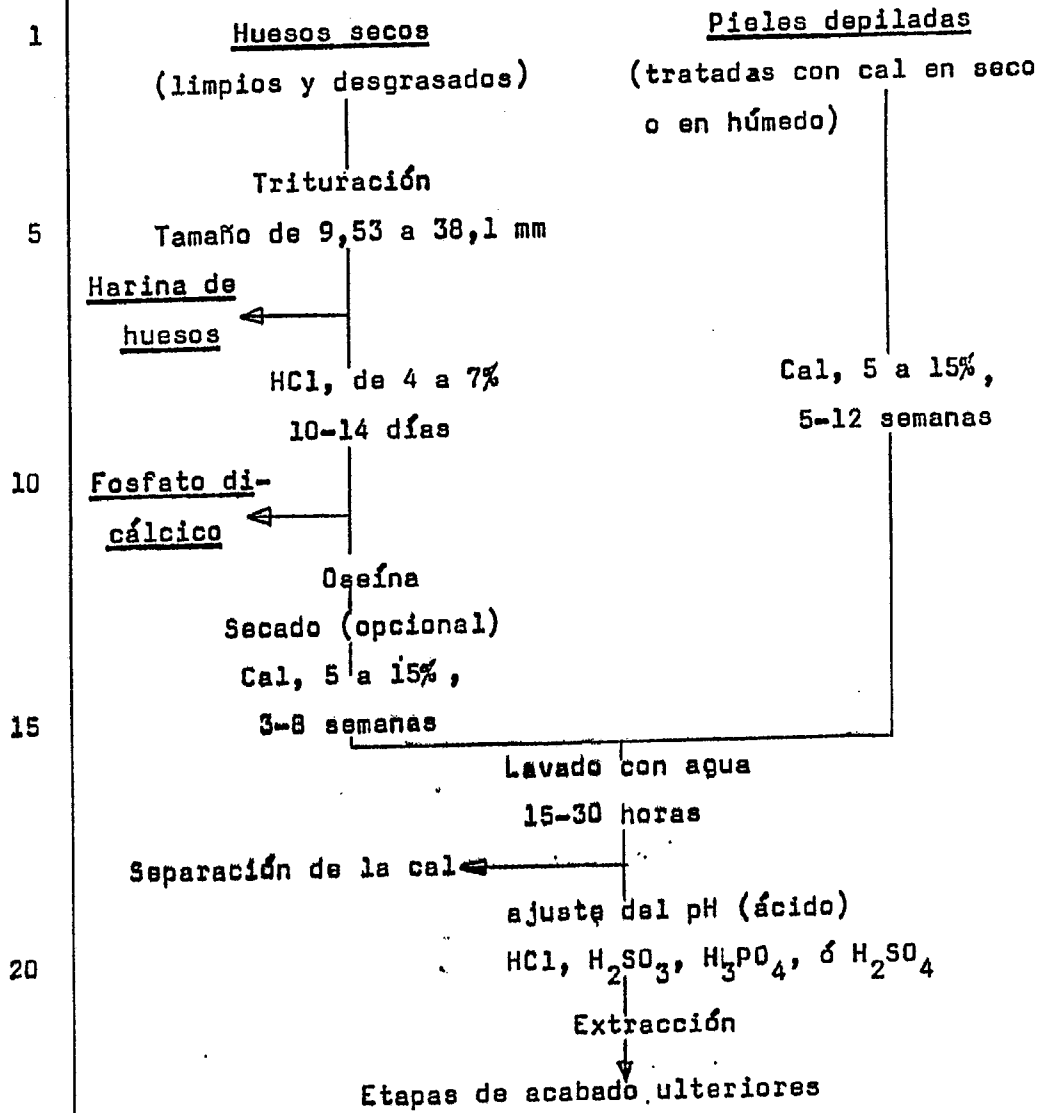 1
Huesos secos
Pieles depiladas
(limpios y desgrasados)
(tratadas con cal en seco
o en húmedo)
Trituración
5
Tamaño de 9,53 a 38,1 mm
Harina de
huesos
HCl, de 4 a 7%
10-14 días
Cal, 5 a 15%,
5-12 semanas
10
Fosfato di-
cálcico
Oseína
Secado (opcional)
Cal, 5 a 15%,
15
3-8 semanas
Lavado con agua
15-30 horas
Separación de la cal
ajuste del pH (ácido)
20
HCl, H2SO3, H3PO4, ó H2SO4
Extracción
Etapas de acabado ulteriores